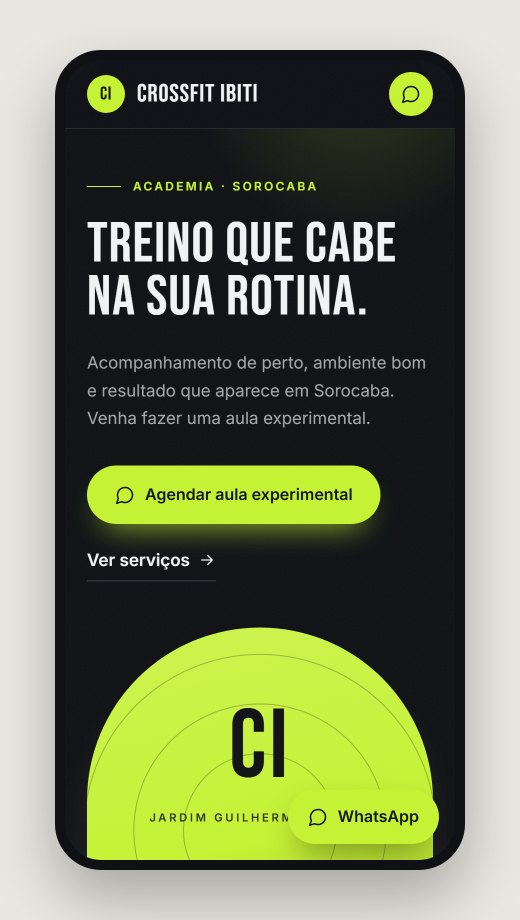 CI CROSSFIT IBITI
ACADEMIA · SOROCABA
TREINO QUE CABE
NA SUA ROTINA.
Acompanhamento de perto, ambiente bom
e resultado que aparece em Sorocaba.
Venha fazer uma aula experimental.
Agendar aula experimental
Ver serviços →
CI
JARDIM
WhatsApp